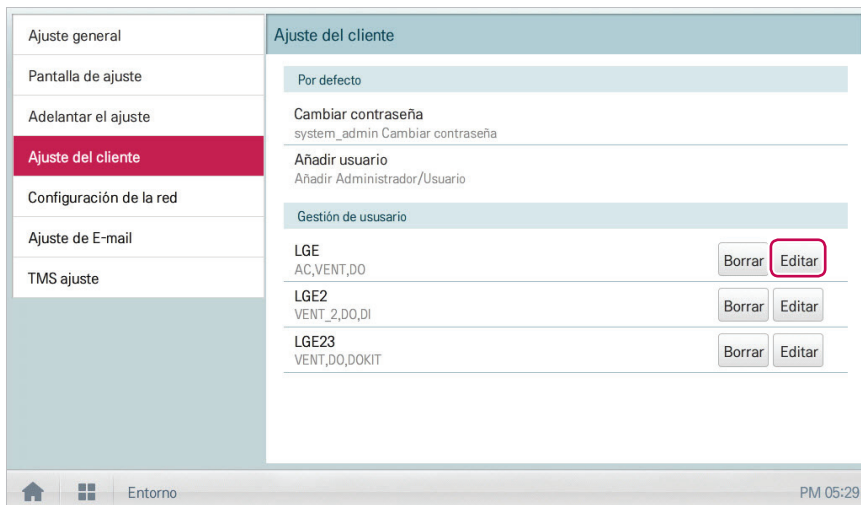 Ajuste general
Pantalla de ajuste
Adelantar el ajuste
Ajuste del cliente
Configuración de la red
Ajuste de E-mail
TMS ajuste
Ajuste del cliente
Por defecto
Cambiar contraseña
system_admin Cambiar contraseña
Añadir usuario
Añadir Administrador/Usuario
Gestión de ususario
LGE
AC,VENT,DO
Borrar Editar
LGE2
VENT_2,DO,DI
Borrar Editar
LGE23
VENT,DO,DOKIT
Borrar Editar
Entorno
PM 05:29